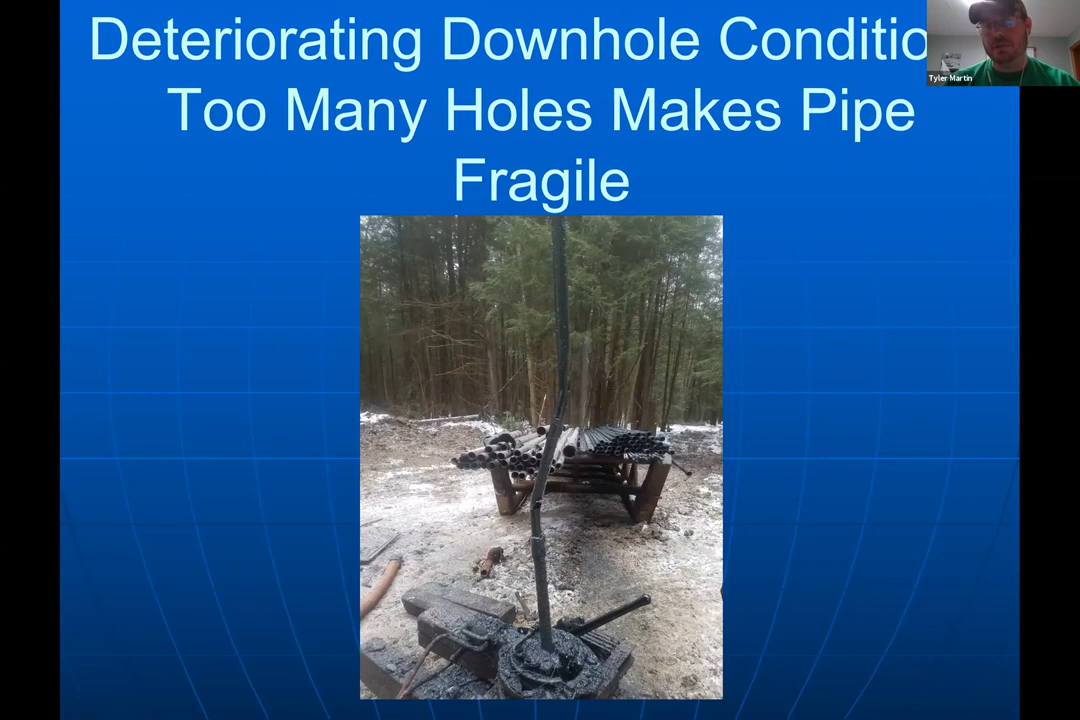 Deteriorating Downhole Conditio
Too Many Holes Makes Pipe
Fragile
Tyler Martin